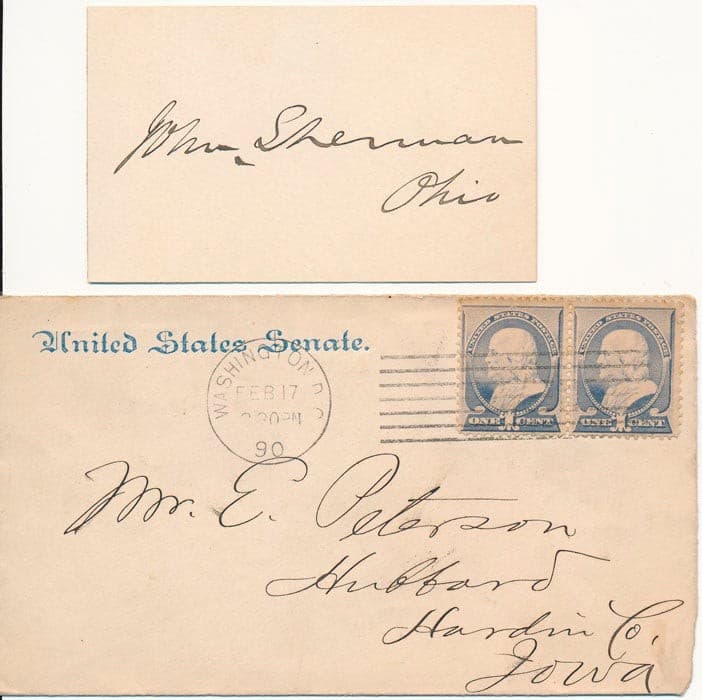 John Sherman
Ohio
United States Senate.
WASHINGTON D.C.
FEB 17
30PM
90
UNITED STATES POSTAGE
ONE CENT
UNITED STATES POSTAGE
ONE CENT
Mr. E. Peterson
Hubbard
Hardin Co.
Iowa